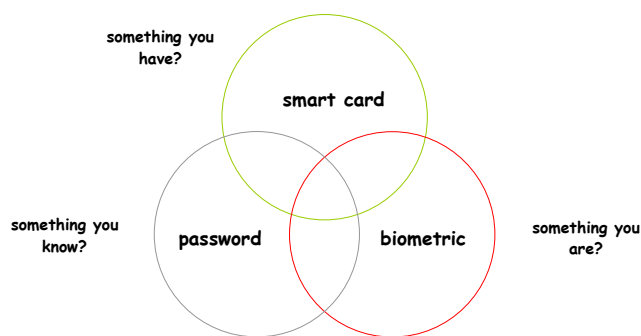 something you
have?
smart card
something you
know?
password
biometric
something you
are?